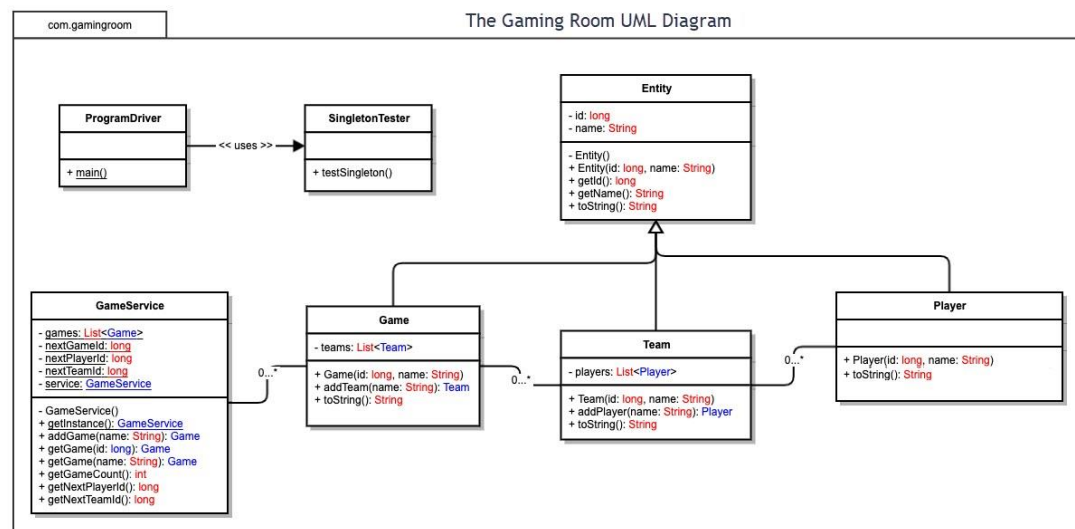 com.gamingroom
The Gaming Room UML Diagram
Entity
- id: long
- name: String
- Entity()
+ Entity(id: long, name: String)
+ getId(): long
+ getName(): String
+ toString(): String
ProgramDriver
+ main()
<< uses >>
SingletonTester
+ testSingleton()
GameService
- games: List<Game>
- nextGameId: long
- nextPlayerId: long
- nextTeamId: long
- service: GameService
- GameService()
+ getInstance(): GameService
+ addGame(name: String): Game
+ getGame(id: long): Game
+ getGame(name: String): Game
+ getGameCount(): int
+ getNextPlayerId(): long
+ getNextTeamId(): long
0...*
Game
- teams: List<Team>
+ Game(id: long, name: String)
+ addTeam(name: String): Team
+ toString(): String
0...*
Team
- players: List<Player>
+ Team(id: long, name: String)
+ addPlayer(name: String): Player
+ toString(): String
0...*
Player
+ Player(id: long, name: String)
+ toString(): String